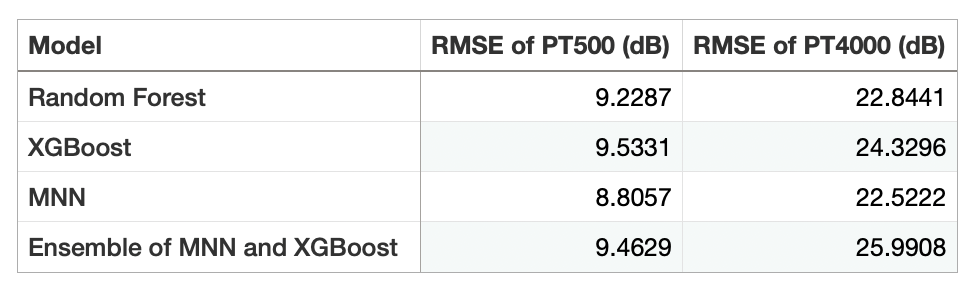 Model RMSE of PT500 (dB) RMSE of PT4000 (dB)
Random Forest 9.2287 22.8441
XGBoost 9.5331 24.3296
MNN 8.8057 22.5222
Ensemble of MNN and XGBoost 9.4629 25.9908